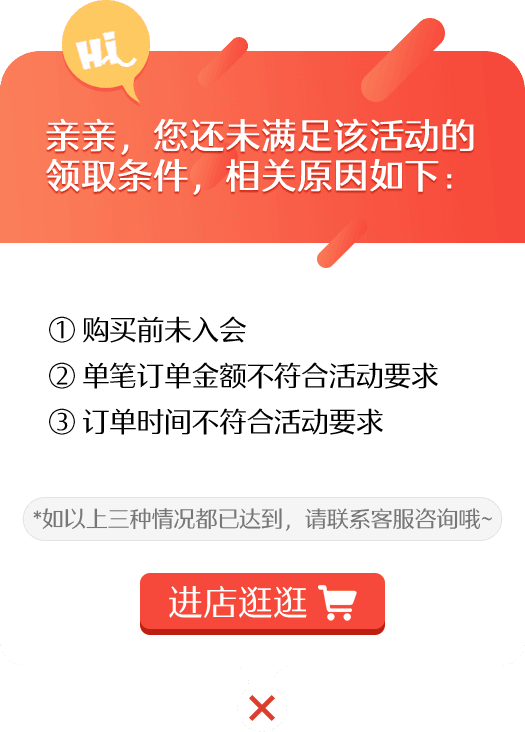 Hi
亲亲，您还未满足该活动的
领取条件，相关原因如下：
① 购买前未入会
② 单笔订单金额不符合活动要求
③ 订单时间不符合活动要求
*如以上三种情况都已达到，请联系客服咨询哦~
进店逛逛